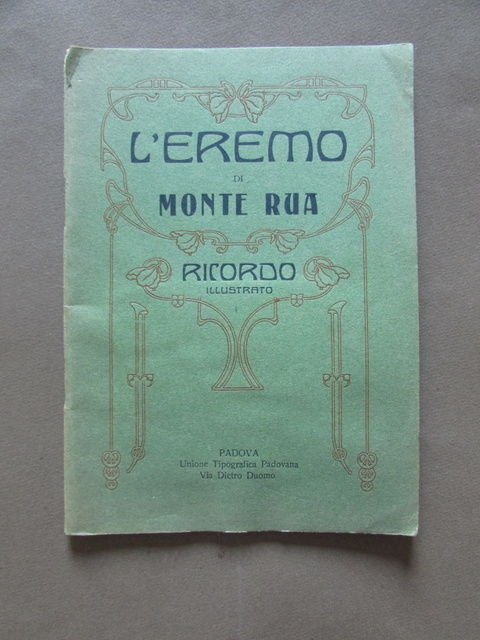 L'EREMO
DI
MONTE RUA
RICORDO
ILLUSTRATO
PADOVA
Unione Tipografica Padovana
Via Dietro Duomo